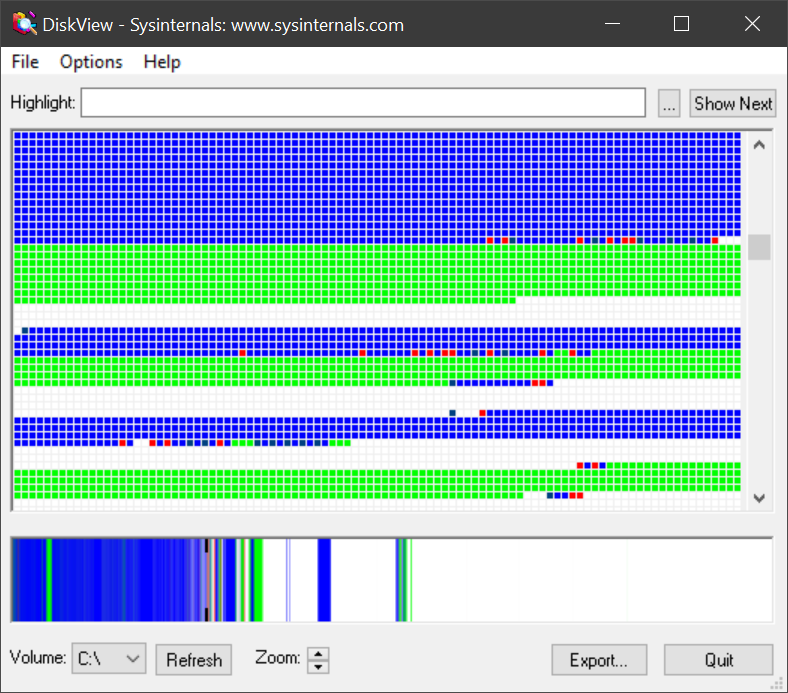 DiskView - Sysinternals: www.sysinternals.com
File Options Help
Highlight: ... Show Next
Volume: C:\ Refresh Zoom: Export... Quit